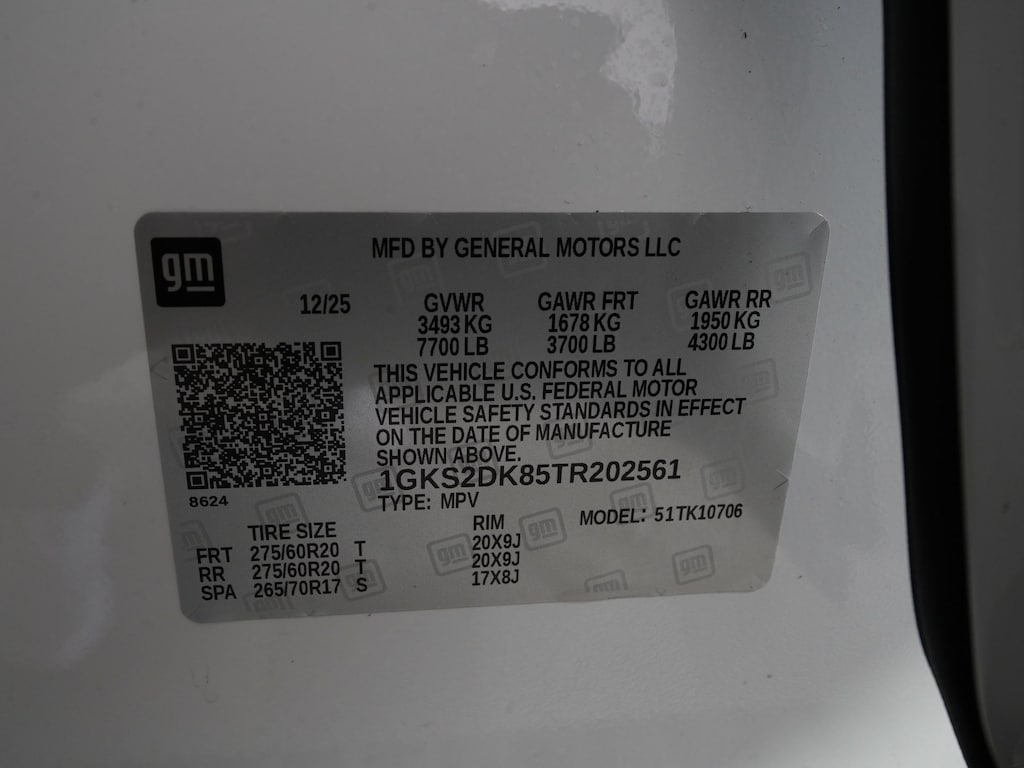 gm
MFD BY GENERAL MOTORS LLC
12/25 GVWR GAWR FRT GAWR RR
3493 KG 1678 KG 1950 KG
7700 LB 3700 LB 4300 LB
THIS VEHICLE CONFORMS TO ALL
APPLICABLE U.S. FEDERAL MOTOR
VEHICLE SAFETY STANDARDS IN EFFECT
ON THE DATE OF MANUFACTURE
SHOWN ABOVE.
1GKS2DK85TR202561
8624 TYPE: MPV
MODEL: 51TK10706
TIRE SIZE RIM
FRT 275/60R20 T 20X9J
RR 275/60R20 T 20X9J
SPA 265/70R17 S 17X8J